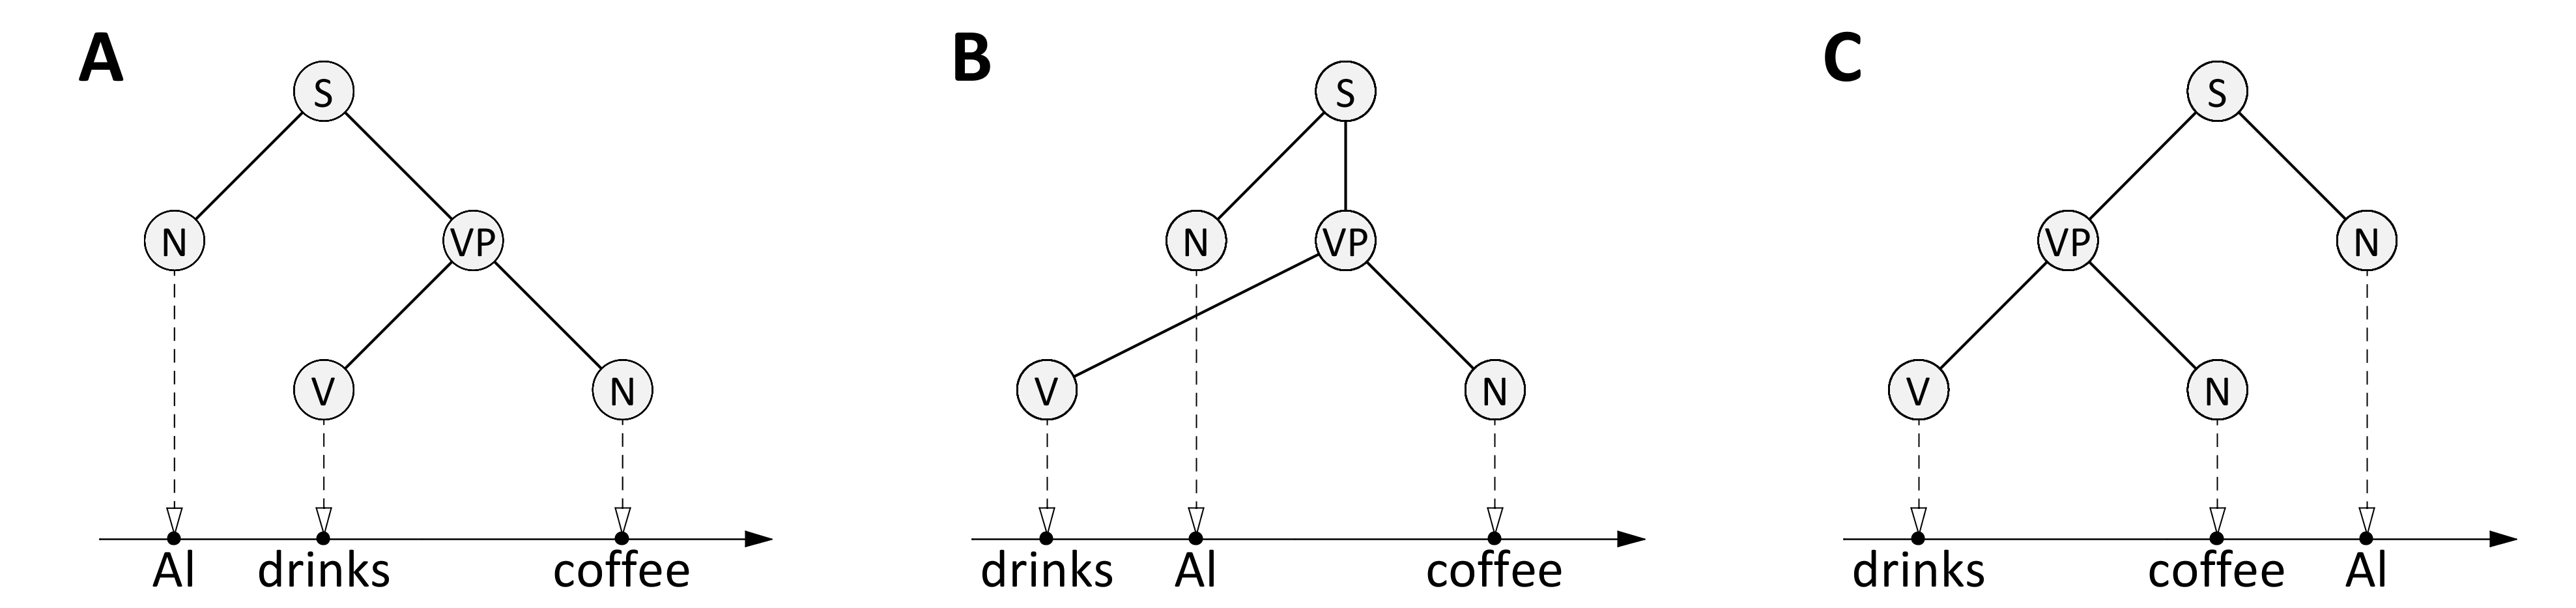 A B C
S S S
N VP N VP VP N
V N V N V N
Al drinks coffee drinks Al coffee drinks coffee Al